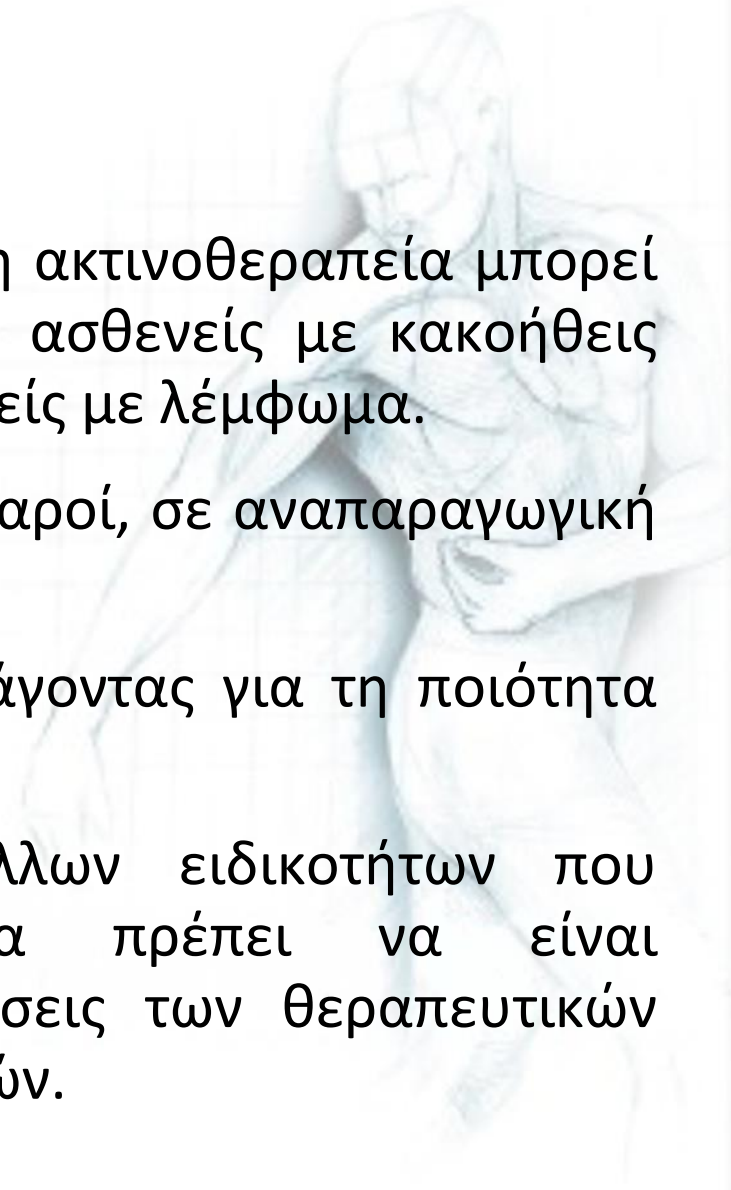 η ακτινοθεραπεία μπορεί
ασθενείς με κακοήθεις
είς με λέμφωμα.
αροί, σε αναπαραγωγική
άγοντας για τη ποιότητα
λλων ειδικοτήτων που
α πρέπει να είναι
σεις των θεραπευτικών
ών.